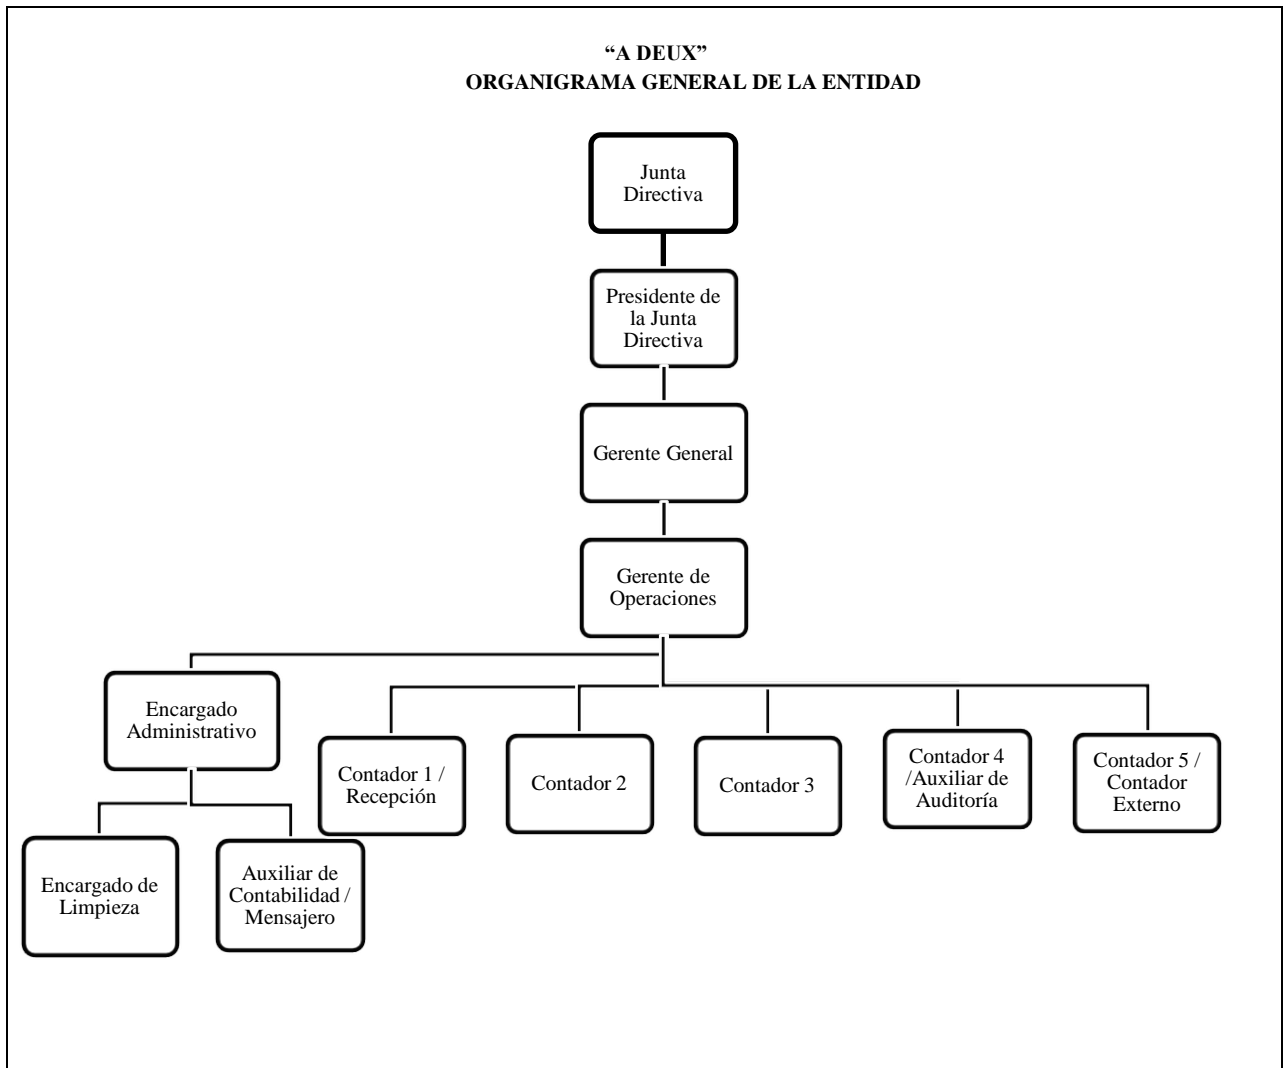 “A DEUX”
ORGANIGRAMA GENERAL DE LA ENTIDAD
Junta
Directiva
Presidente de
la Junta
Directiva
Gerente General
Gerente de
Operaciones
Encargado
Administrativo
Contador 1 /
Recepción
Contador 2
Contador 3
Contador 4
/Auxiliar de
Auditoría
Contador 5 /
Contador
Externo
Encargado de
Limpieza
Auxiliar de
Contabilidad /
Mensajero